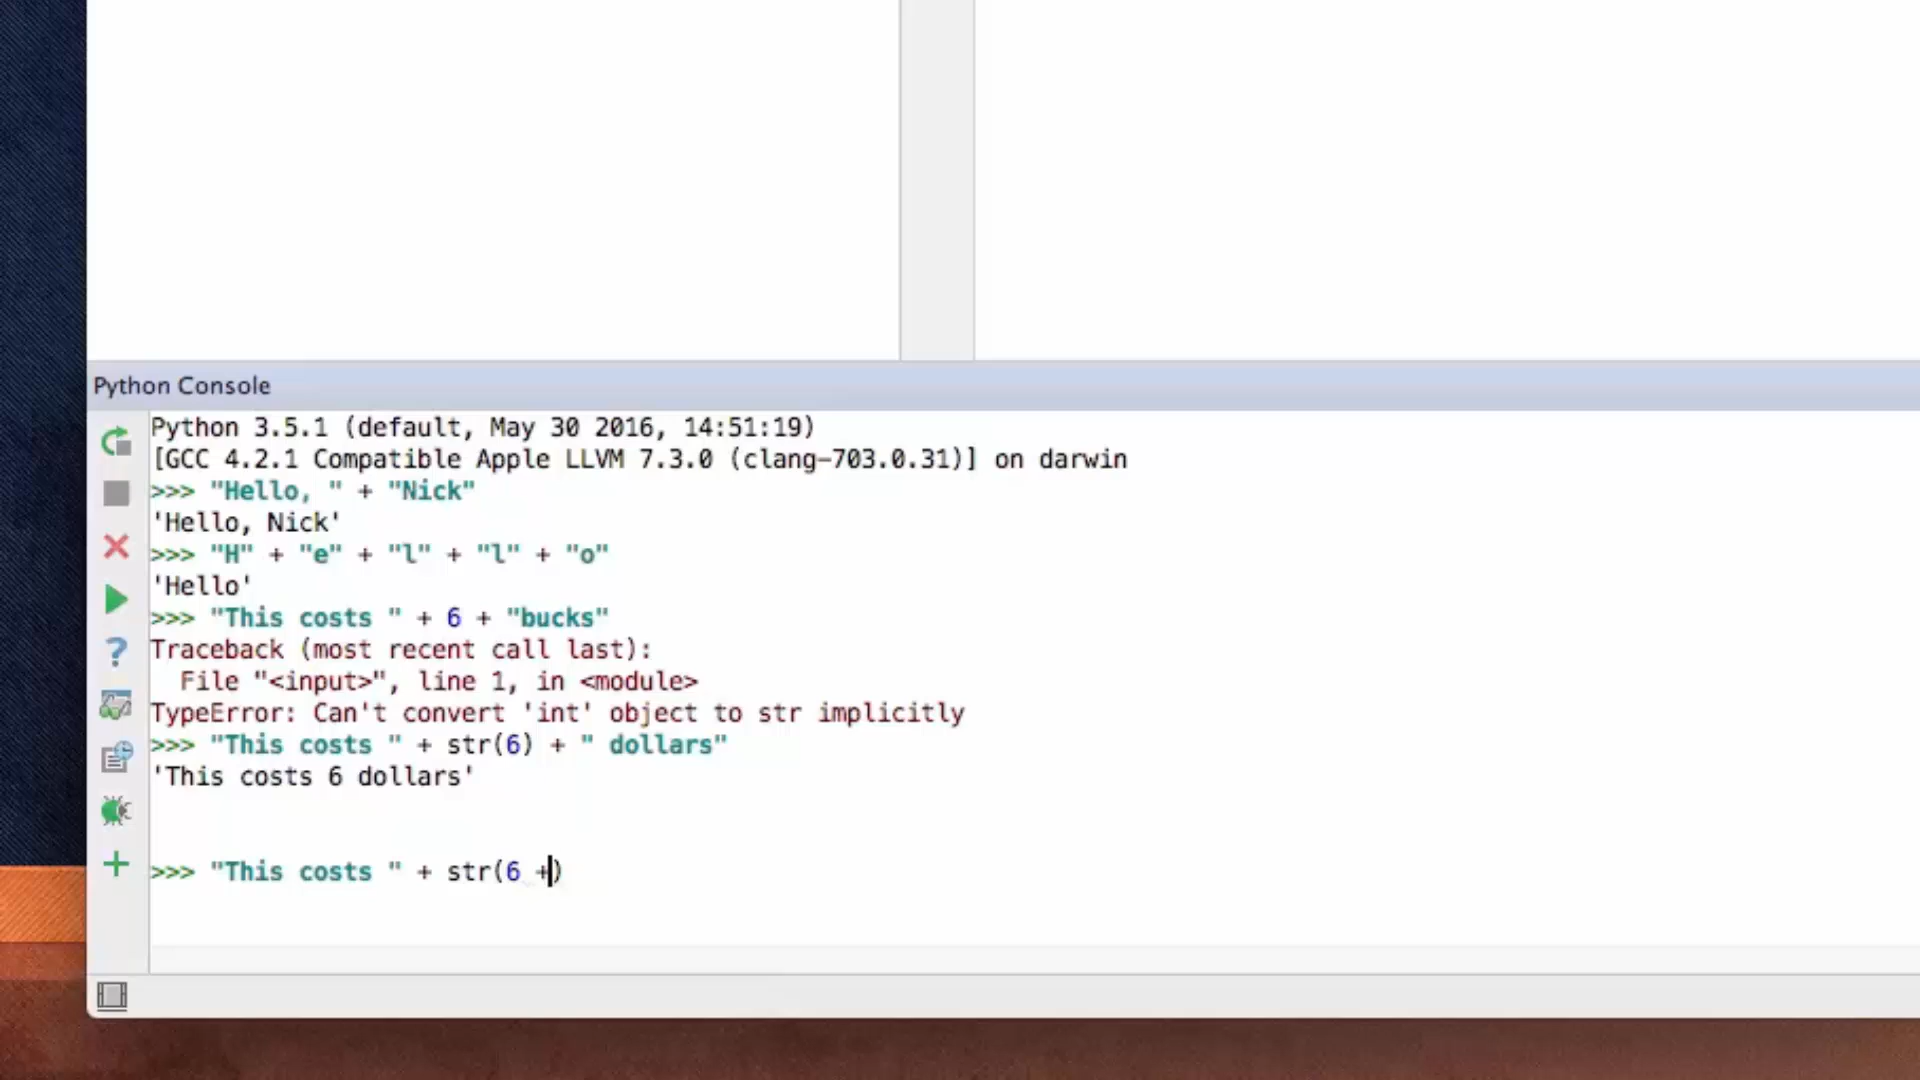 Python Console
Python 3.5.1 (default, May 30 2016, 14:51:19)
[GCC 4.2.1 Compatible Apple LLVM 7.3.0 (clang-703.0.31)] on darwin
>>> "Hello, " + "Nick"
'Hello, Nick'
>>> "H" + "e" + "l" + "l" + "o"
'Hello'
>>> "This costs " + 6 + "bucks"
Traceback (most recent call last):
  File "<input>", line 1, in <module>
TypeError: Can't convert 'int' object to str implicitly
>>> "This costs " + str(6) + " dollars"
'This costs 6 dollars'
>>> "This costs " + str(6 +)